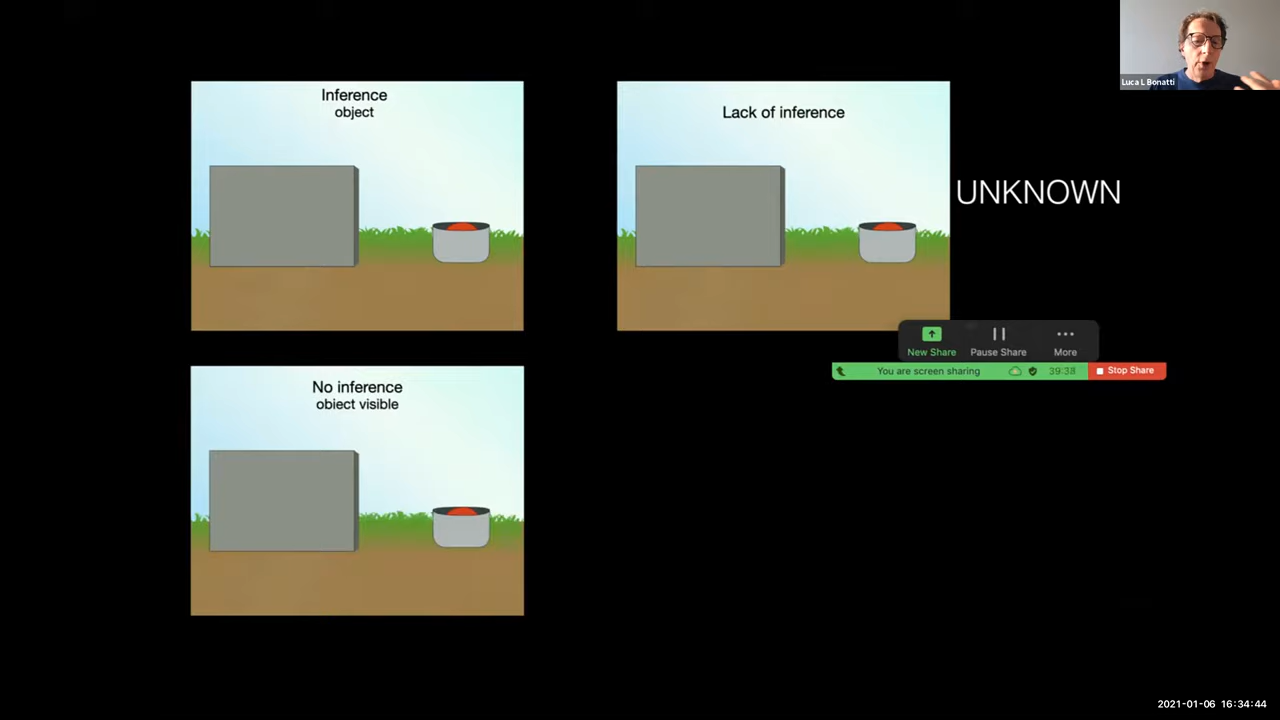 Luca L Bonatti
Inference
object
Lack of inference
UNKNOWN
New Share
Pause Share
More
You are screen sharing
39:38
Stop Share
No inference
object visible
2021-01-06 16:34:44